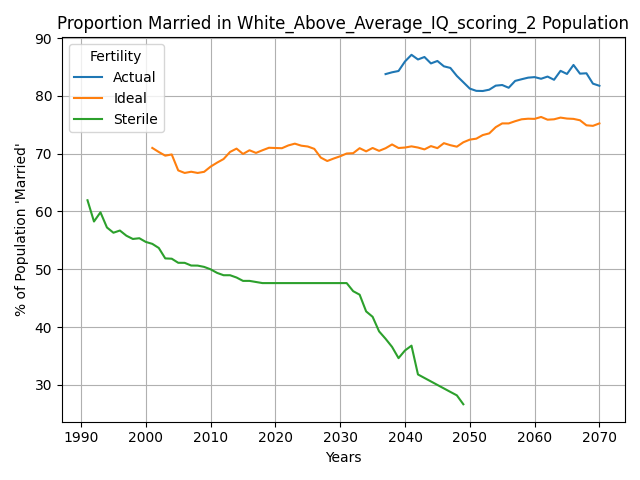 Proportion Married in White_Above_Average_IQ_scoring_2 Population
Fertility
Actual
Ideal
Sterile
% of Population 'Married'
90
80
70
60
50
40
30
1990 2000 2010 2020 2030 2040 2050 2060 2070
Years